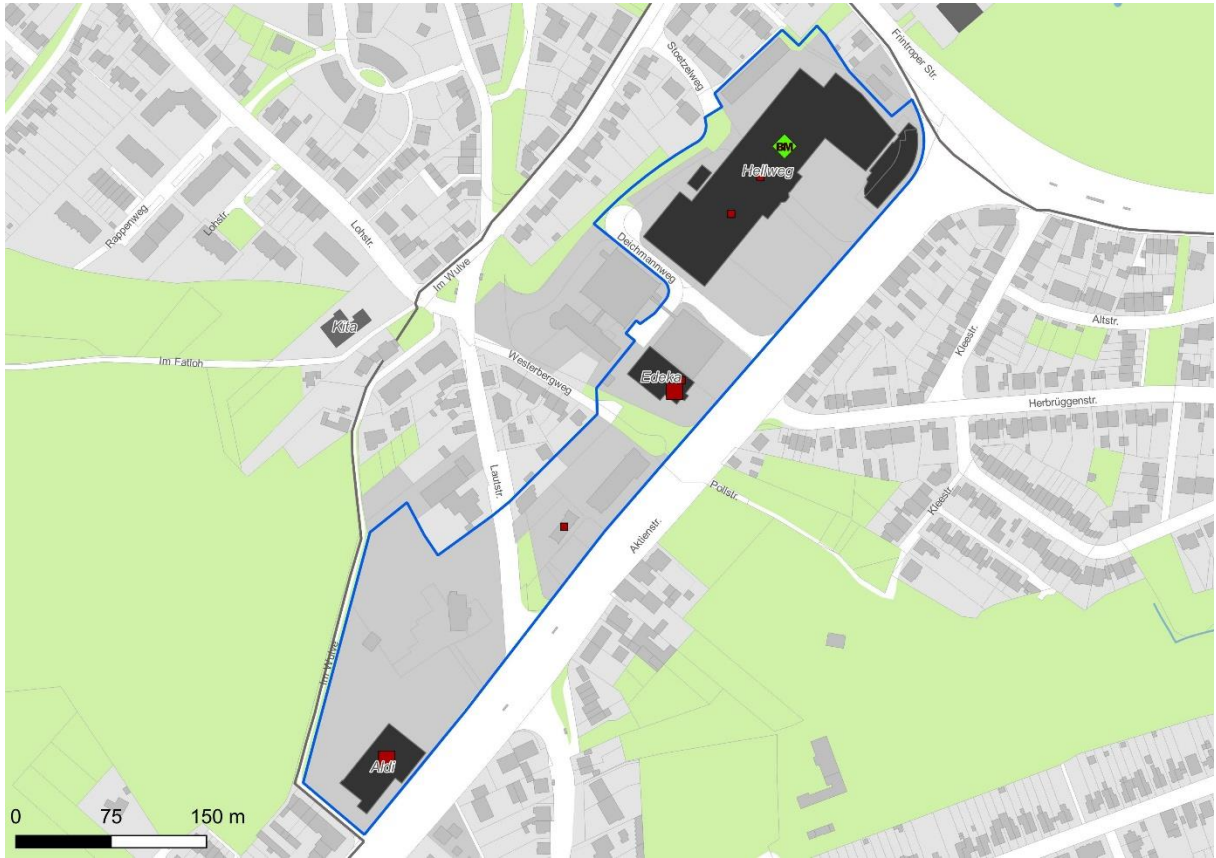 Frintroper Str.
Stoetzelweg
BM
Hellweg
Rappenweg
Lohstr.
Lohstr.
Deichmannweg
Im Wulve
Kita
Altstr.
Kleestr.
Im Fatloh
Westerbergweg
Edeka
Herbrüggenstr.
Lautstr.
Pollstr.
Kleestr.
Aktienstr.
Im Wulve
Aldi
0 75 150 m